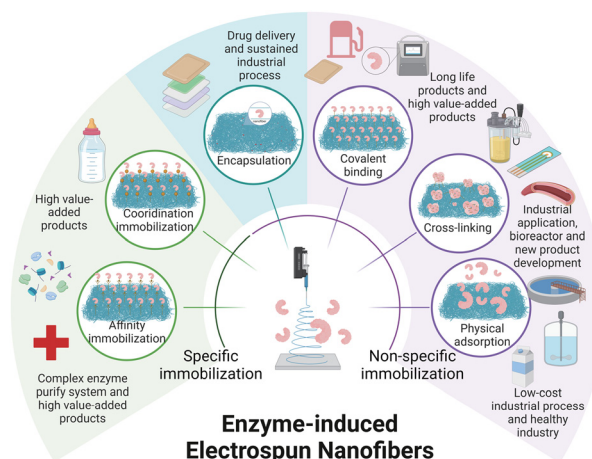 Drug delivery
and sustained
industrial
process
Encapsulation
Covalent
binding
Long life
products and
high value-added
products
High value-
added
products
Cooridination
immobilization
Cross-linking
Industrial
application,
bioreactor and
new product
development
Affinity
immobilization
Physical
adsorption
Specific
immobilization
Non-specific
immobilization
Complex enzyme
purify system and
high value-added
products
Low-cost
industrial process
and healthy
industry
Enzyme-induced
Electrospun Nanofibers